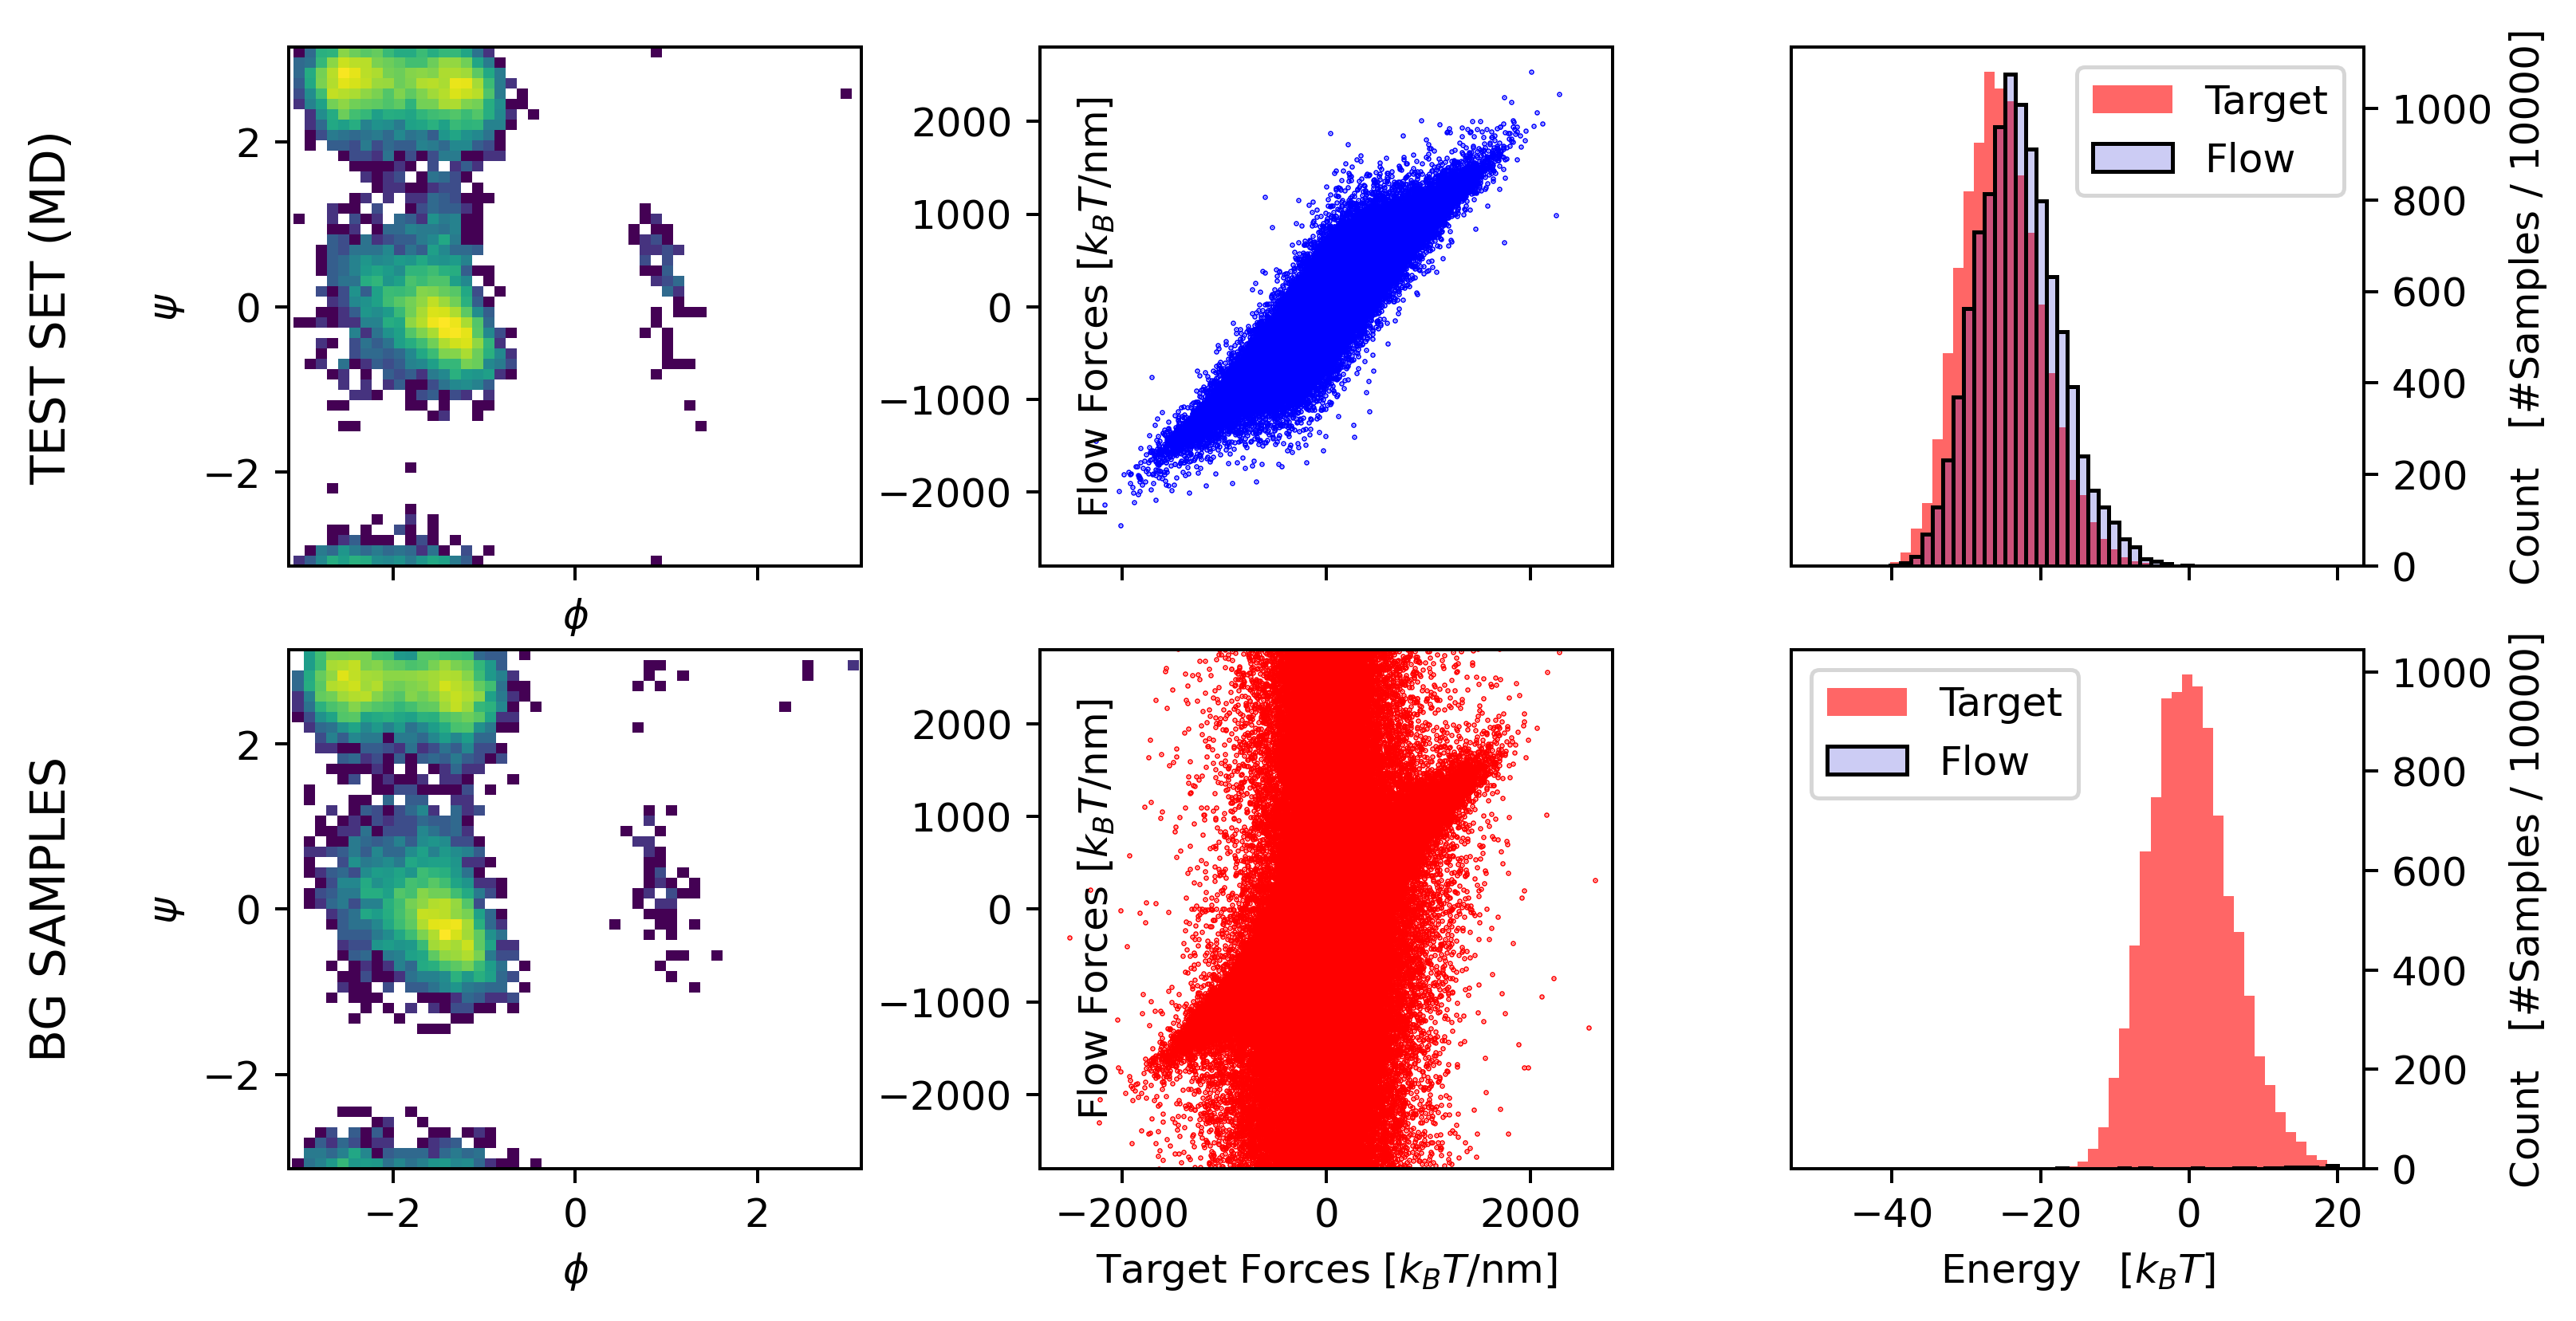 TEST SET (MD)
ψ
2
0
−2
ϕ
Flow Forces [k_BT/nm]
2000
1000
0
−1000
−2000
Target
Flow
1000
800
600
400
200
0
Count [#Samples / 10000]
BG SAMPLES
ψ
2
0
−2
−2 0 2
ϕ
Flow Forces [k_BT/nm]
2000
1000
0
−1000
−2000
−2000 0 2000
Target Forces [k_BT/nm]
Target
Flow
1000
800
600
400
200
0
−40 −20 0 20
Energy [k_BT]
Count [#Samples / 10000]